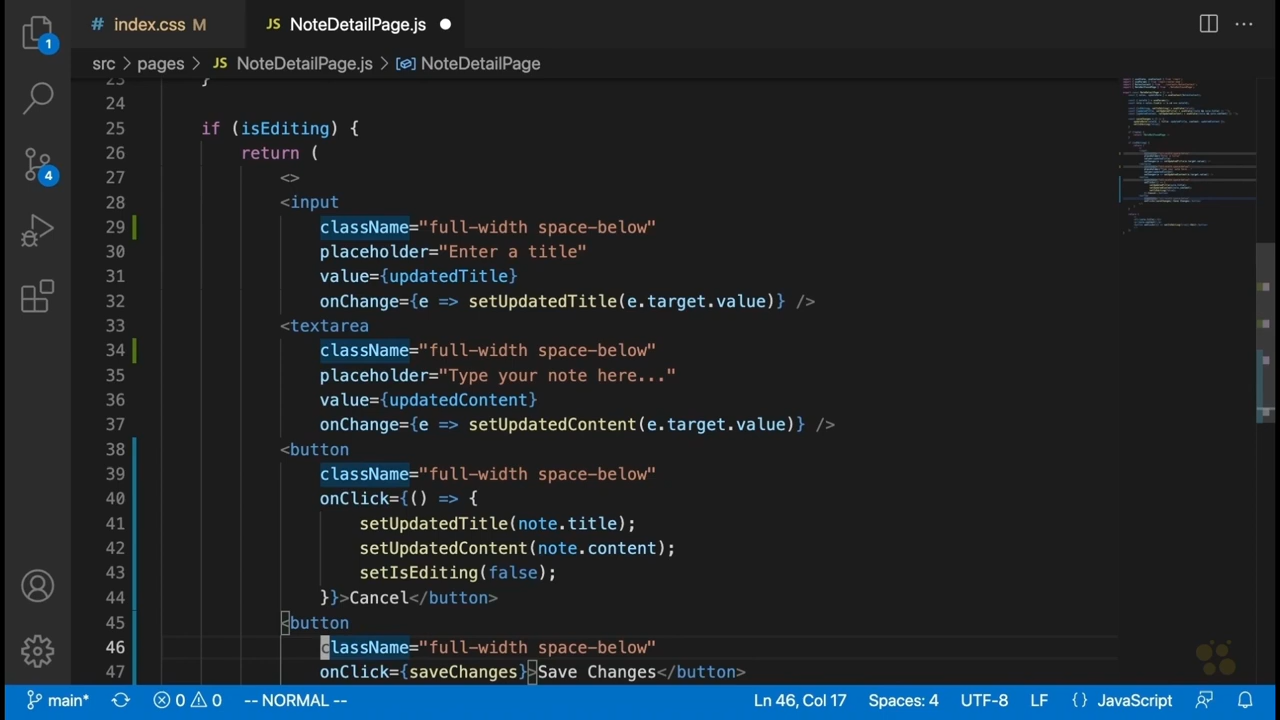 # index.css M JS NoteDetailPage.js
src > pages > JS NoteDetailPage.js > NoteDetailPage
23 }
24
25 if (isEditing) {
26 return (
27 <>
28 <input
29 className="full-width space-below"
30 placeholder="Enter a title"
31 value={updatedTitle}
32 onChange={e => setUpdatedTitle(e.target.value)} />
33 <textarea
34 className="full-width space-below"
35 placeholder="Type your note here..."
36 value={updatedContent}
37 onChange={e => setUpdatedContent(e.target.value)} />
38 <button
39 className="full-width space-below"
40 onClick={() => {
41 setUpdatedTitle(note.title);
42 setUpdatedContent(note.content);
43 setIsEditing(false);
44 }}>Cancel</button>
45 <button
46 className="full-width space-below"
47 onClick={saveChanges}>Save Changes</button>
1
4
main* 0 0 -- NORMAL -- Ln 46, Col 17 Spaces: 4 UTF-8 LF {} JavaScript